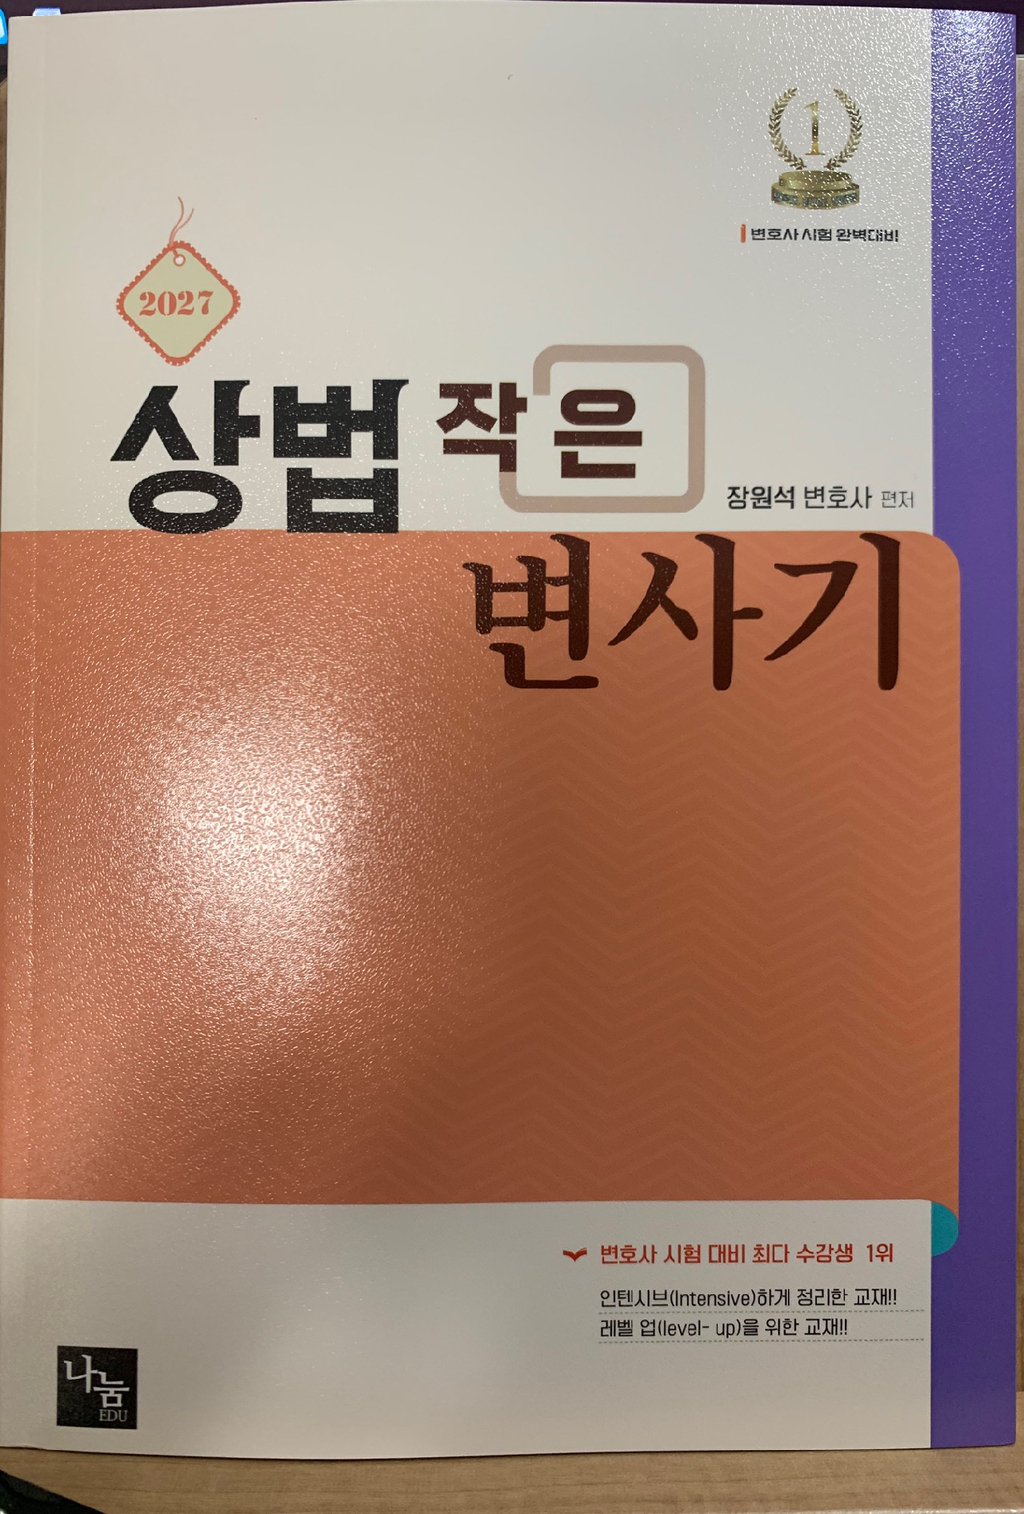 1
변호사 시험 완벽대비
2027
상법 작은
장원석 변호사 편저
변사기
변호사 시험 대비 최다 수강생 1위
인텐시브(Intensive)하게 정리한 교재!!
레벨 업(level- up)을 위한 교재!!
나눔
EDU